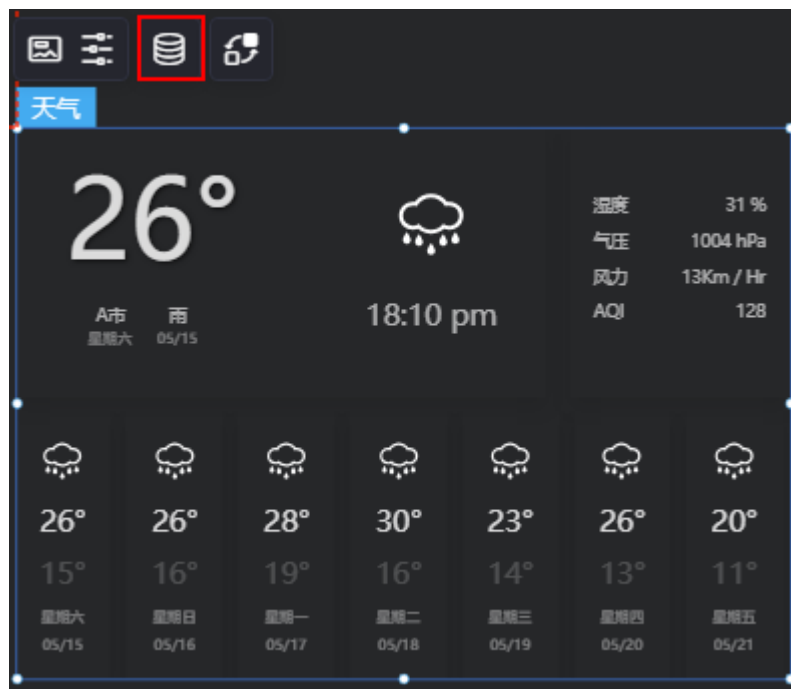 天气
26°
A市 雨
星期六 05/15
18:10 pm
湿度 31 %
气压 1004 hPa
风力 13Km / Hr
AQI 128
26° 26° 28° 30° 23° 26° 20°
15° 16° 19° 16° 14° 13° 11°
星期六 星期日 星期一 星期二 星期三 星期四 星期五
05/15 05/16 05/17 05/18 05/19 05/20 05/21